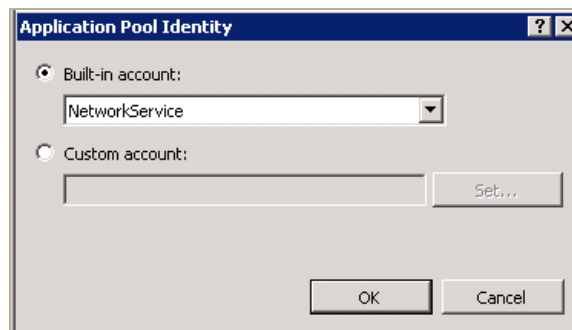 Application Pool Identity
Built-in account:
NetworkService
Custom account:
Set...
OK Cancel